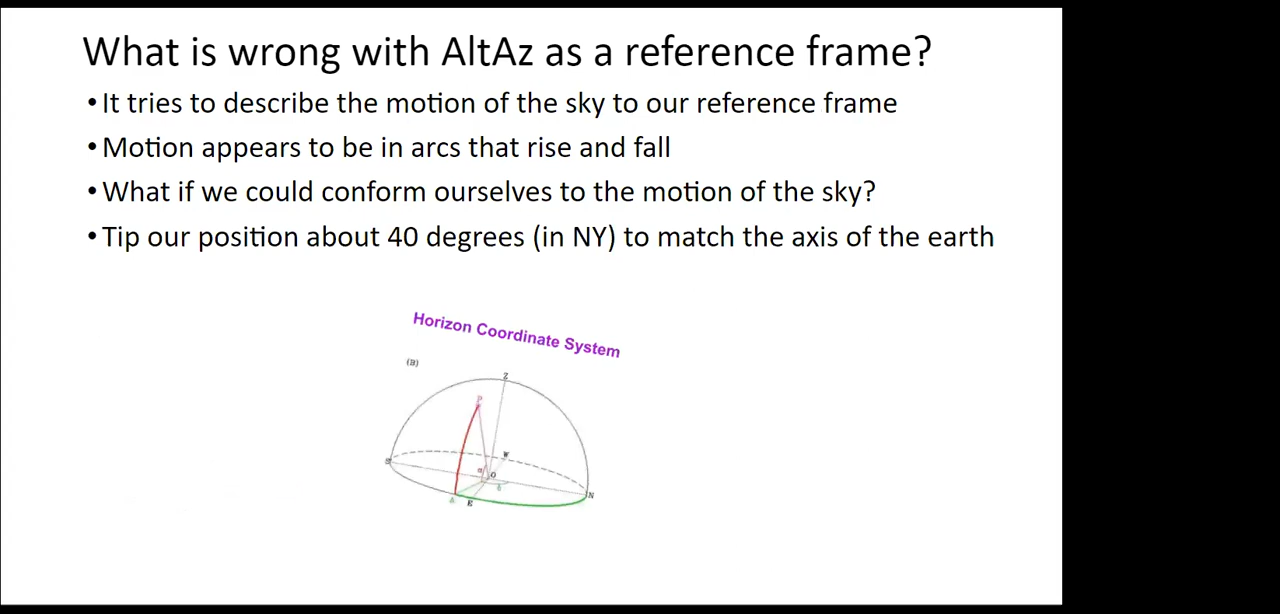 What is wrong with AltAz as a reference frame?
• It tries to describe the motion of the sky to our reference frame
• Motion appears to be in arcs that rise and fall
• What if we could conform ourselves to the motion of the sky?
• Tip our position about 40 degrees (in NY) to match the axis of the earth
Horizon Coordinate System
(B)
Z
P
W
S
a
O
N
A
E